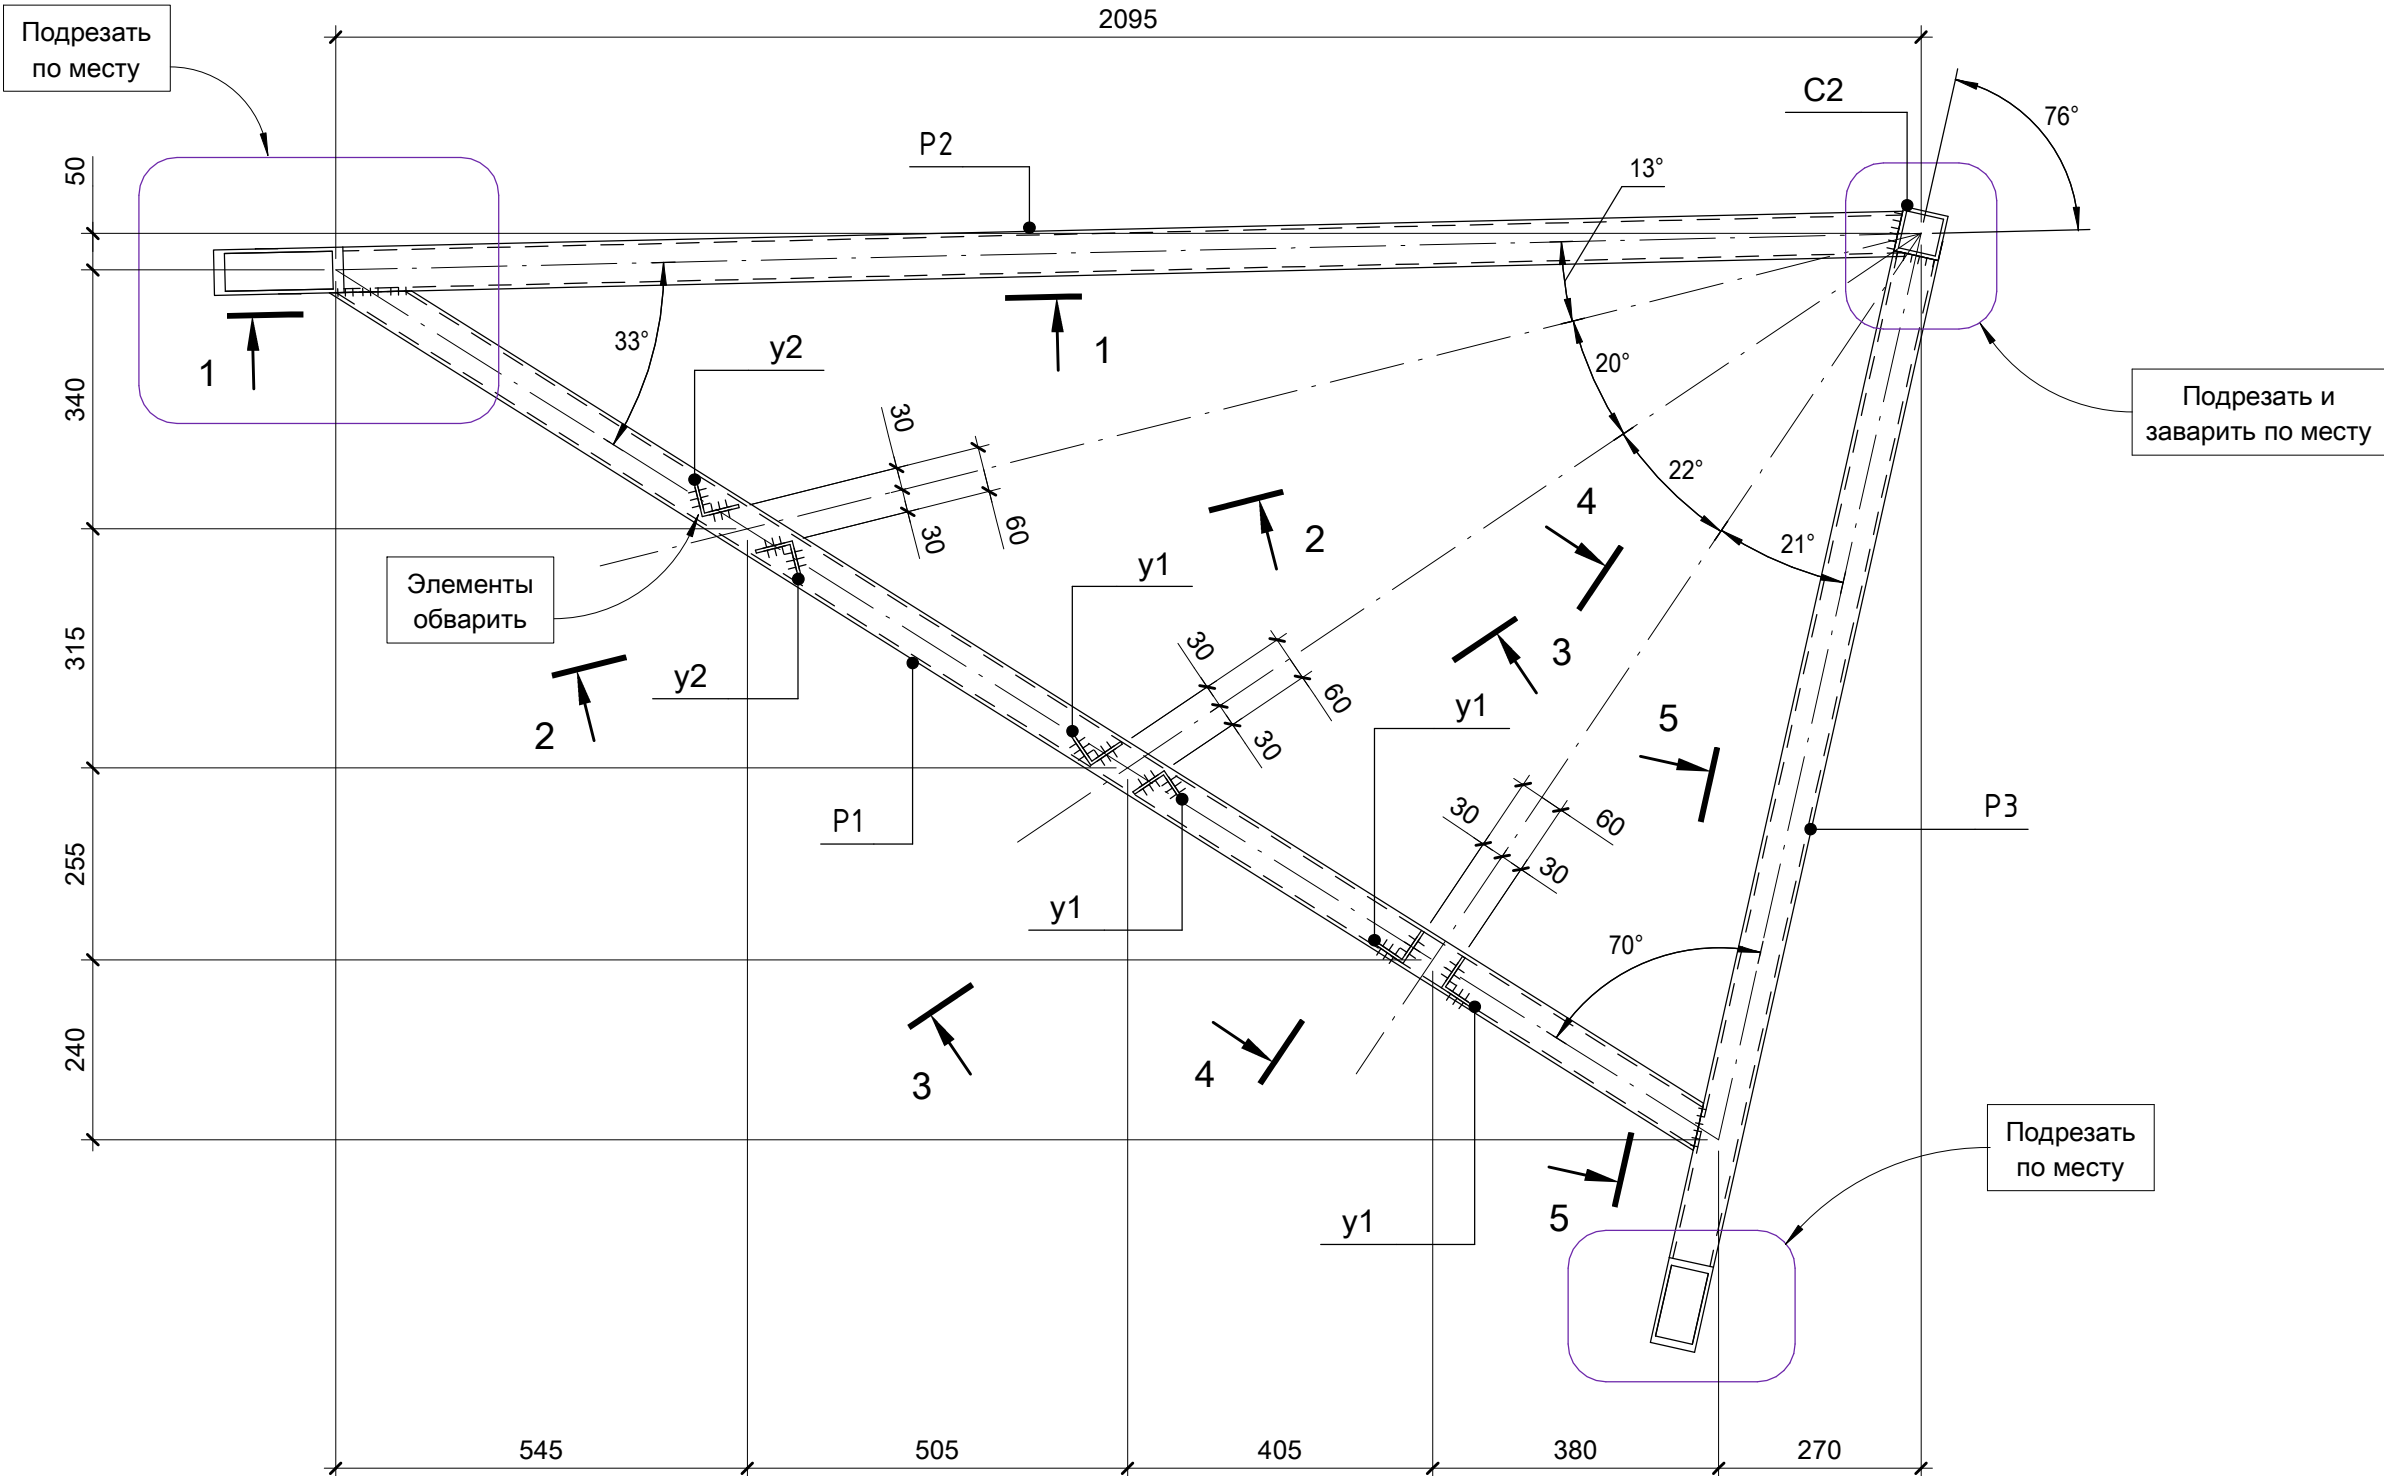 2095
Подрезать
по месту
С2
76°
Р2
13°
50
33°
1
1
у2
20°
340
30
30
60
22°
Подрезать и
заварить по месту
4
2
21°
Элементы
обварить
у1
315
30
60
30
3
у2
2
у1
5
Р1
30
60
30
Р3
255
у1
70°
240
3
4
Подрезать
по месту
у1
5
545
505
405
380
270